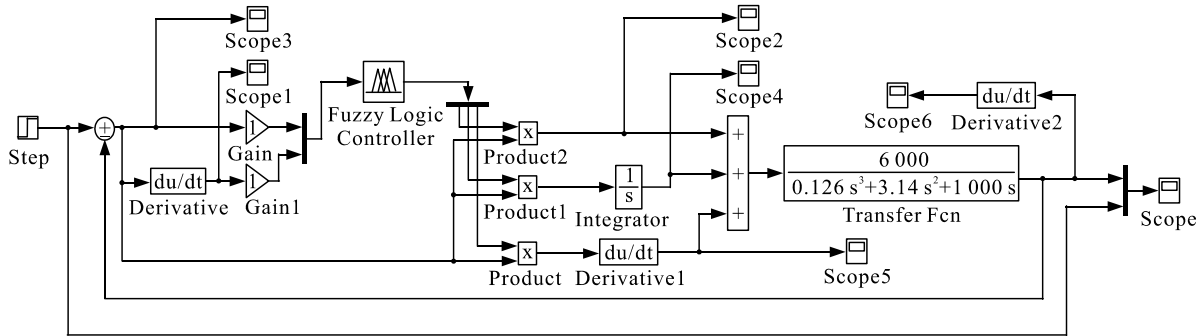 Scope3
Scope2
Scope1
Scope4
Fuzzy Logic
Controller
Scope6
du/dt
Derivative2
Step
±
1
Gain
x
Product2
+
6 000
0.126 s³+3.14 s²+1 000 s
Transfer Fcn
du/dt
Derivative
1
Gain1
x
Product1
1
s
Integrator
+
Scope
+
x
Product
du/dt
Derivative1
Scope5